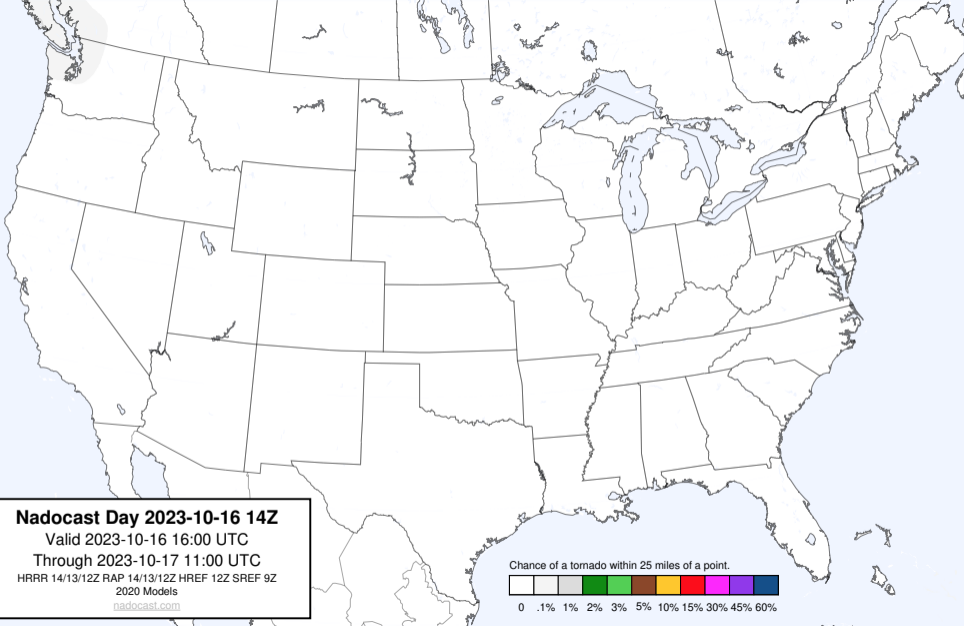 Nadocast Day 2023-10-16 14Z
Valid 2023-10-16 16:00 UTC
Through 2023-10-17 11:00 UTC
HRRR 14/13/12Z RAP 14/13/12Z HREF 12Z SREF 9Z
2020 Models
nadocast.com
Chance of a tornado within 25 miles of a point.
0 .1% 1% 2% 3% 5% 10% 15% 30% 45% 60%